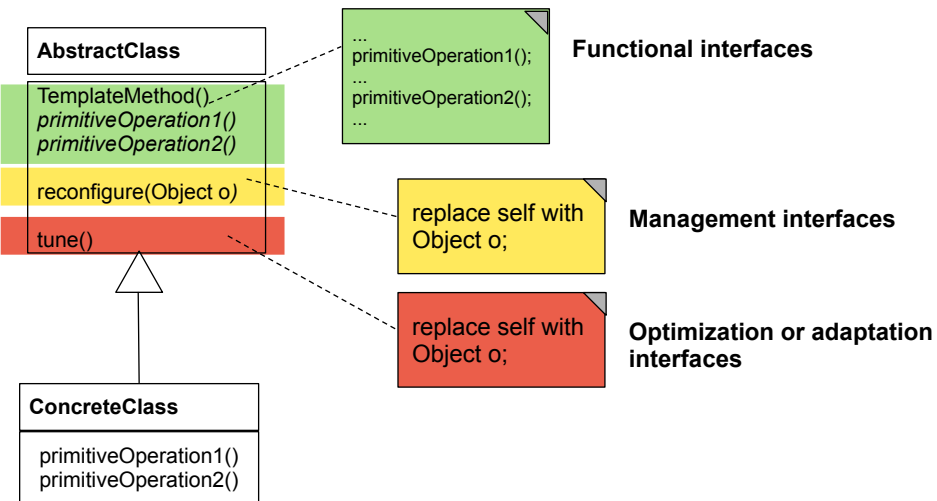 AbstractClass
TemplateMethod()
primitiveOperation1()
primitiveOperation2()
reconfigure(Object o)
tune()
...
primitiveOperation1();
...
primitiveOperation2();
...
Functional interfaces
replace self with
Object o;
Management interfaces
replace self with
Object o;
Optimization or adaptation
interfaces
ConcreteClass
primitiveOperation1()
primitiveOperation2()